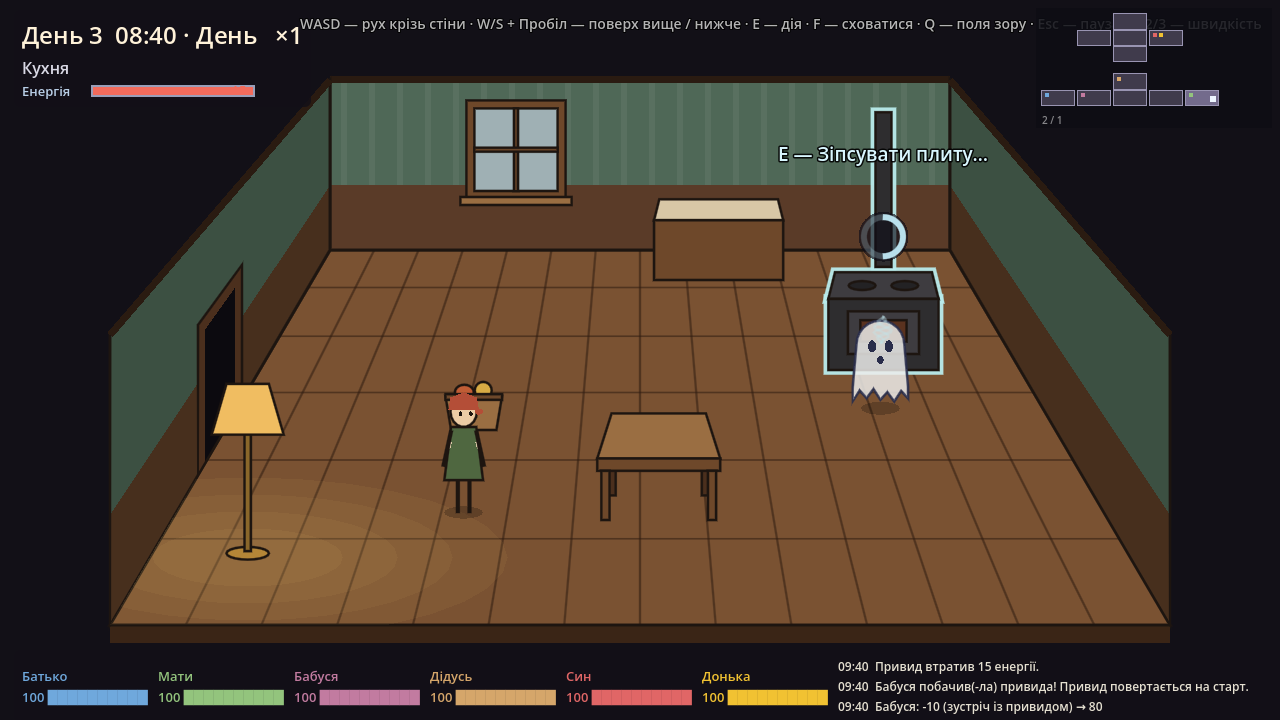 День 3  08:40 · День  ×1
WASD — рух крізь стіни · W/S + Пробіл — поверх вище / нижче · E — дія · F — сховатися · Q — поля зору · Esc — пауза 2/3 — швидкість
Кухня
Енергія
2 / 1
E — Зіпсувати плиту...
Батько
100
Мати
100
Бабуся
100
Дідусь
100
Син
100
Донька
100
09:40  Привид втратив 15 енергії.
09:40  Бабуся побачив(-ла) привида! Привид повертається на старт.
09:40  Бабуся: -10 (зустріч із привидом) → 80